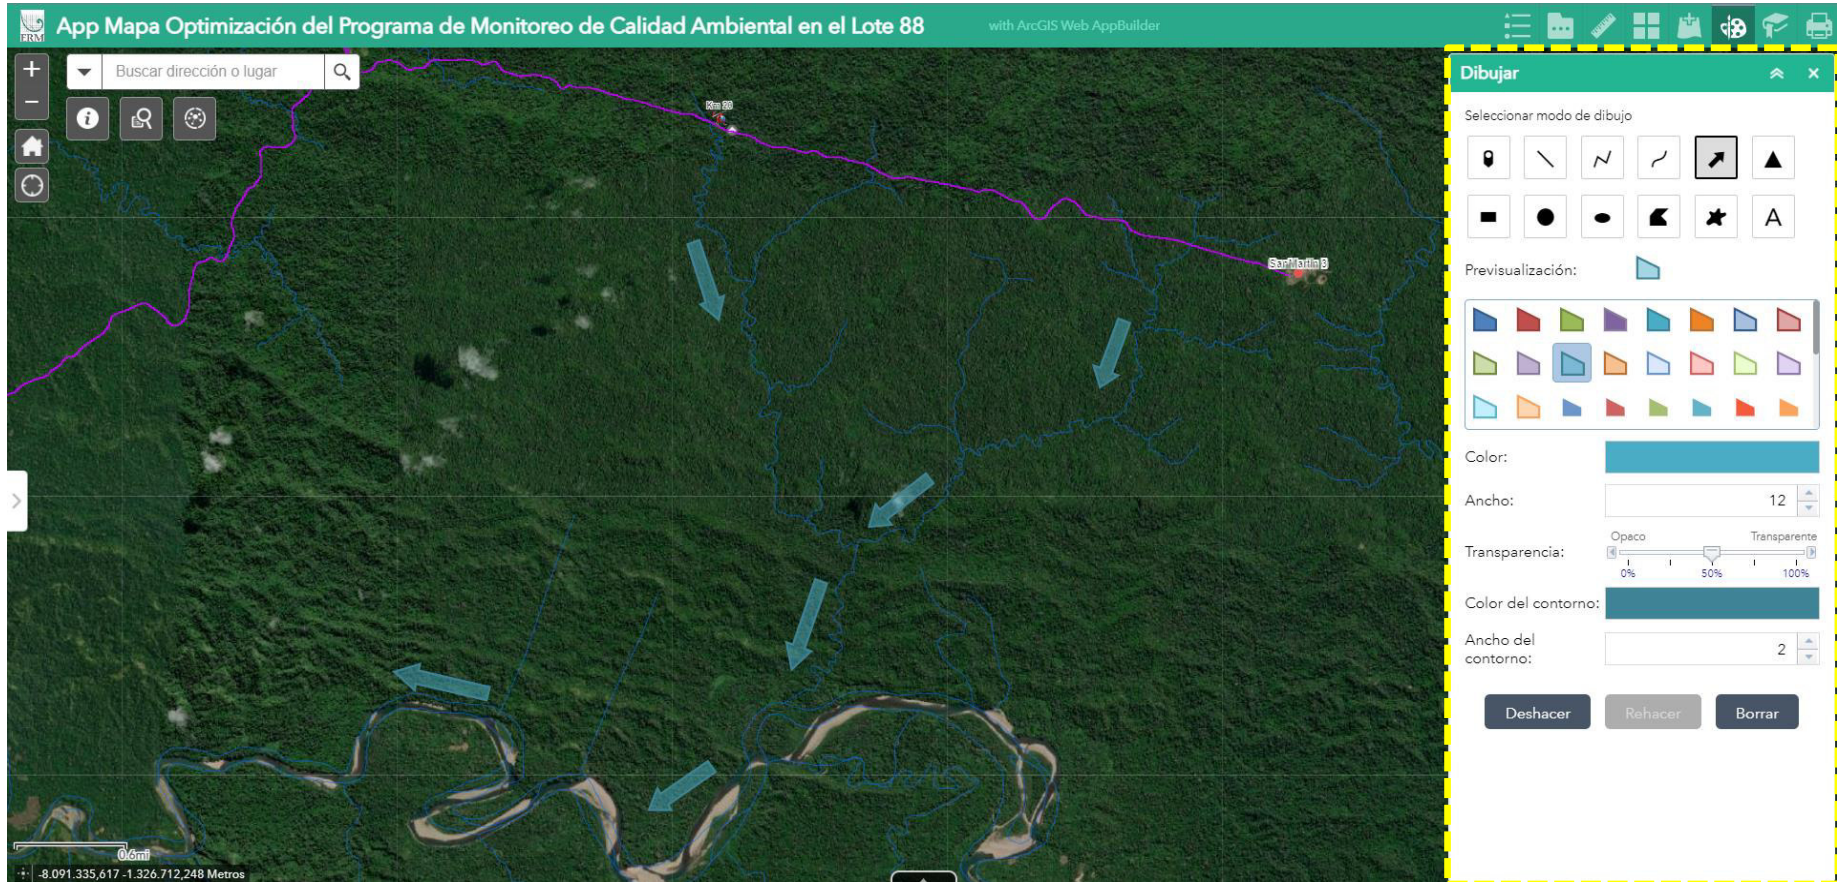 ERM
App Mapa Optimización del Programa de Monitoreo de Calidad Ambiental en el Lote 88
with ArcGIS Web AppBuilder
Buscar dirección o lugar
Km 20
San Martin 3
0.6mi
-8.091.335,617 -1.326.712,248 Metros
Dibujar
Seleccionar modo de dibujo
A
Previsualización:
Color:
Ancho:
12
Opaco
Transparente
Transparencia:
0%
50%
100%
Color del contorno:
Ancho del
contorno:
2
Deshacer
Rehacer
Borrar